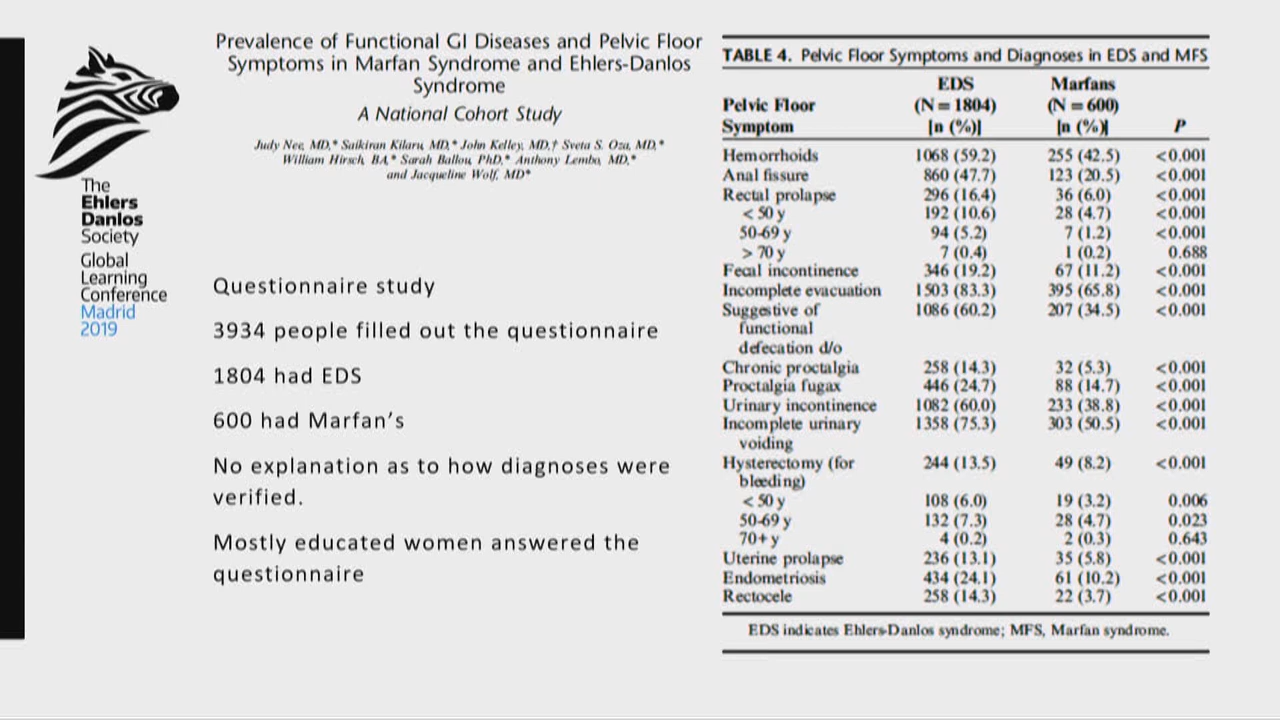 The
Ehlers
Danlos
Society
Global
Learning
Conference
Madrid
2019
Prevalence of Functional GI Diseases and Pelvic Floor
Symptoms in Marfan Syndrome and Ehlers-Danlos
Syndrome
A National Cohort Study
Judy Nee, MD,* Saikiran Kilaru, MD,* John Kelley, MD,† Sveta S. Oza, MD,*
William Hirsch, BA,* Sarah Ballou, PhD,* Anthony Lembo, MD,*
and Jacqueline Wolf, MD*
Questionnaire study
3934 people filled out the questionnaire
1804 had EDS
600 had Marfan's
No explanation as to how diagnoses were
verified.
Mostly educated women answered the
questionnaire
TABLE 4. Pelvic Floor Symptoms and Diagnoses in EDS and MFS
EDS Marfans
Pelvic Floor (N = 1804) (N = 600)
Symptom [n (%)] [n (%)] P
Hemorrhoids 1068 (59.2) 255 (42.5) <0.001
Anal fissure 860 (47.7) 123 (20.5) <0.001
Rectal prolapse 296 (16.4) 36 (6.0) <0.001
< 50 y 192 (10.6) 28 (4.7) <0.001
50-69 y 94 (5.2) 7 (1.2) <0.001
> 70 y 7 (0.4) 1 (0.2) 0.688
Fecal incontinence 346 (19.2) 67 (11.2) <0.001
Incomplete evacuation 1503 (83.3) 395 (65.8) <0.001
Suggestive of 1086 (60.2) 207 (34.5) <0.001
functional
defecation d/o
Chronic proctalgia 258 (14.3) 32 (5.3) <0.001
Proctalgia fugax 446 (24.7) 88 (14.7) <0.001
Urinary incontinence 1082 (60.0) 233 (38.8) <0.001
Incomplete urinary 1358 (75.3) 303 (50.5) <0.001
voiding
Hysterectomy (for 244 (13.5) 49 (8.2) <0.001
bleeding)
< 50 y 108 (6.0) 19 (3.2) 0.006
50-69 y 132 (7.3) 28 (4.7) 0.023
70+ y 4 (0.2) 2 (0.3) 0.643
Uterine prolapse 236 (13.1) 35 (5.8) <0.001
Endometriosis 434 (24.1) 61 (10.2) <0.001
Rectocele 258 (14.3) 22 (3.7) <0.001
EDS indicates Ehlers-Danlos syndrome; MFS, Marfan syndrome.